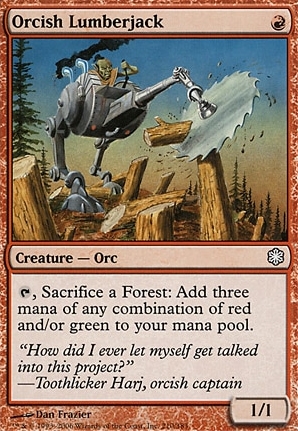 Orcish Lumberjack
Creature — Orc
, Sacrifice a Forest: Add three
mana of any combination of red
and/or green to your mana pool.
“How did I ever let myself get talked
into this project?”
—Toothlicker Harj, orcish captain
1/1
Dan Frazier